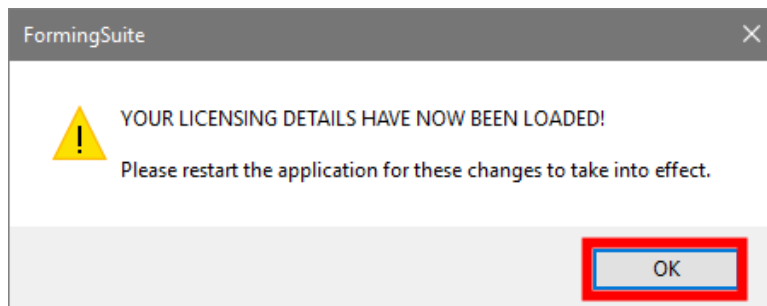 FormingSuite
YOUR LICENSING DETAILS HAVE NOW BEEN LOADED!
Please restart the application for these changes to take into effect.
OK